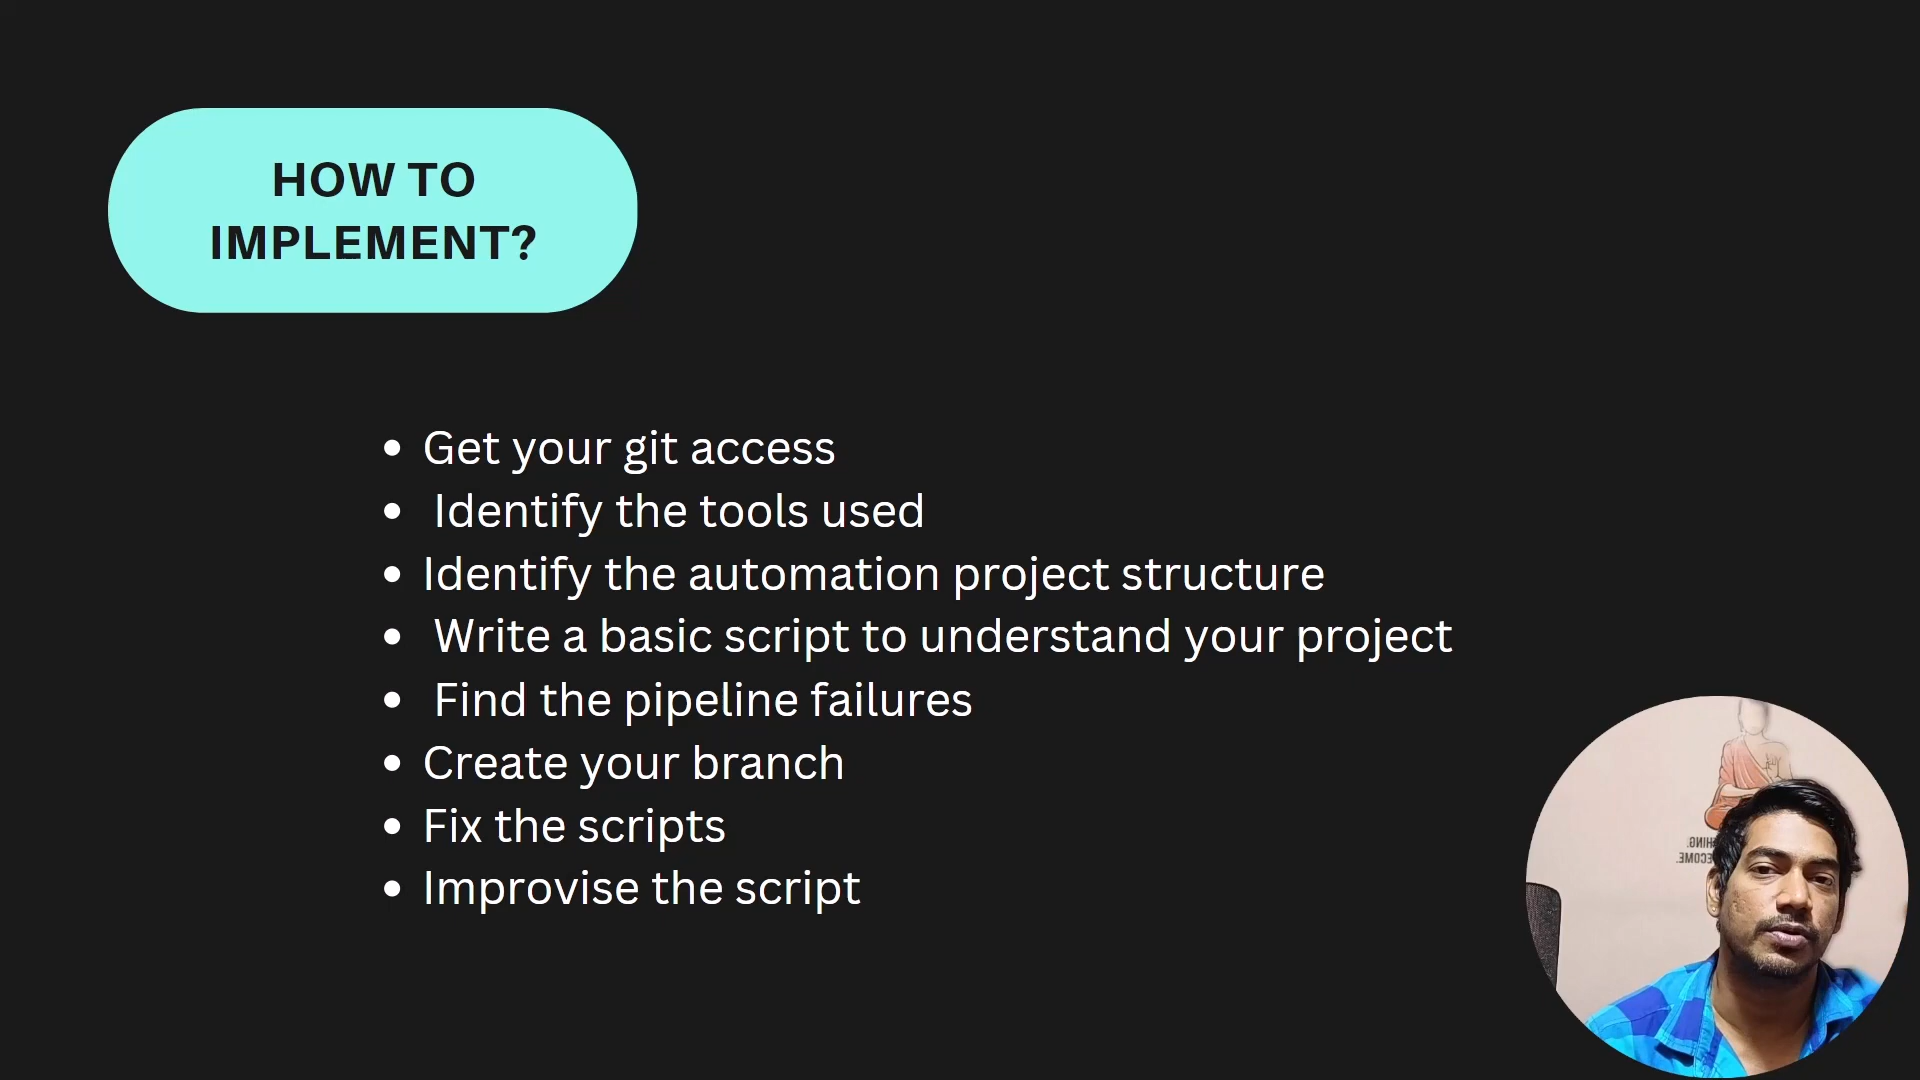 HOW TO
IMPLEMENT?
• Get your git access
• Identify the tools used
• Identify the automation project structure
• Write a basic script to understand your project
• Find the pipeline failures
• Create your branch
• Fix the scripts
• Improvise the script